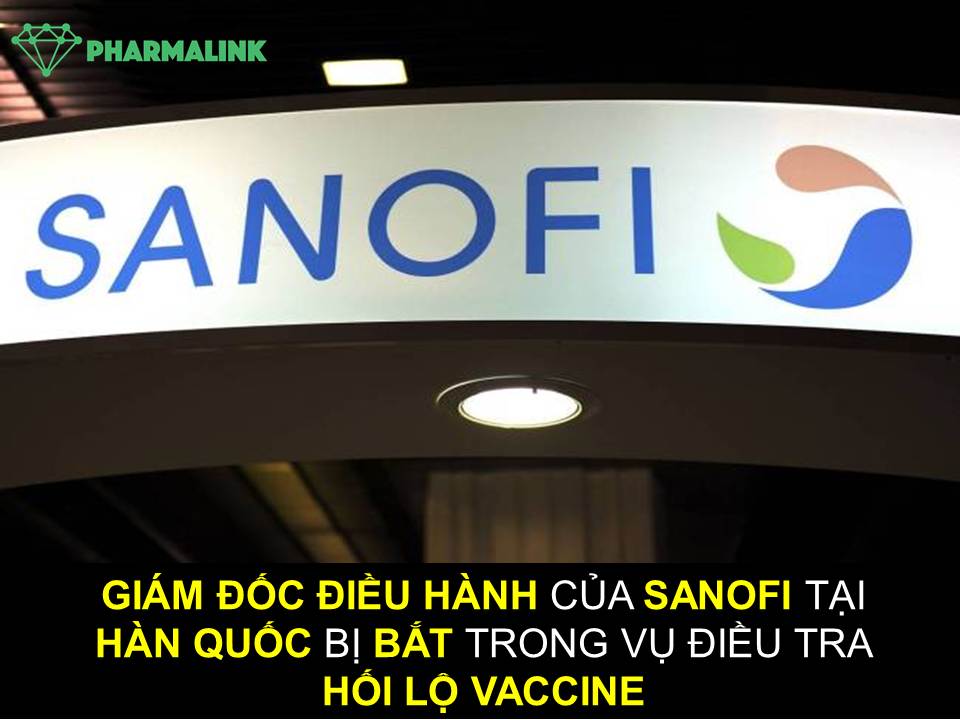 PHARMALINK
SANOFI
GIÁM ĐỐC ĐIỀU HÀNH CỦA SANOFI TẠI
HÀN QUỐC BỊ BẮT TRONG VỤ ĐIỀU TRA
HỐI LỘ VACCINE